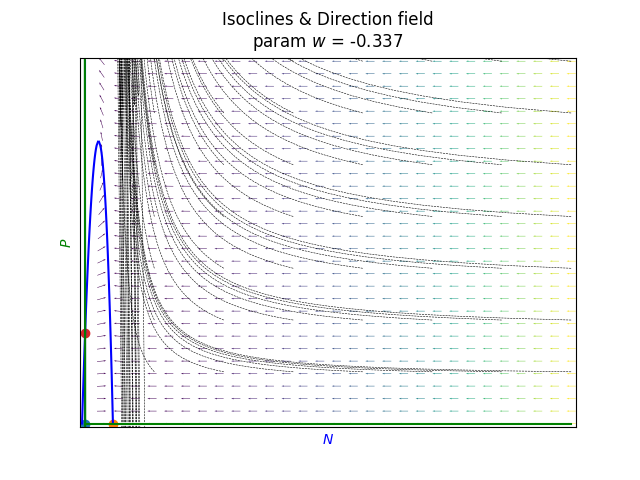 Isoclines & Direction field
param w = -0.337
P
N